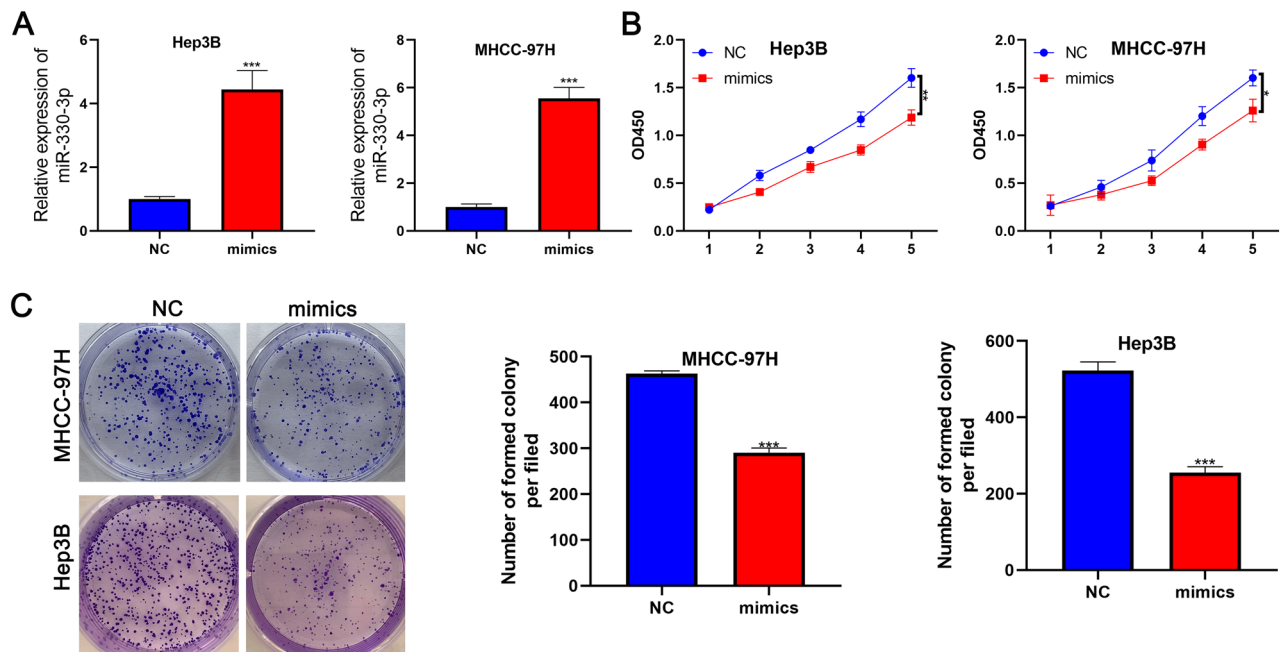 A
Hep3B
Relative expression of
miR-330-3p
6
4
2
0
***
NC
mimics
MHCC-97H
Relative expression of
miR-330-3p
8
6
4
2
0
***
NC
mimics
B
Hep3B
NC
mimics
OD450
2.0
1.5
1.0
0.5
0.0
**
1 2 3 4 5
MHCC-97H
NC
mimics
OD450
2.0
1.5
1.0
0.5
0.0
*
1 2 3 4 5
C
NC mimics
MHCC-97H
Hep3B
MHCC-97H
Number of formed colony
per filed
500
400
300
200
100
0
***
NC
mimics
Hep3B
Number of formed colony
per filed
600
400
200
0
***
NC
mimics